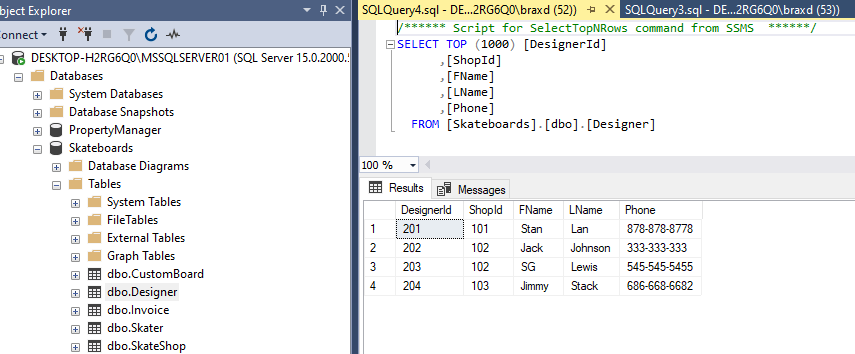 Object Explorer
Connect
DESKTOP-H2RG6Q0\MSSQLSERVER01 (SQL Server 15.0.2000.5
Databases
System Databases
Database Snapshots
PropertyManager
Skateboards
Database Diagrams
Tables
System Tables
FileTables
External Tables
Graph Tables
dbo.CustomBoard
dbo.Designer
dbo.Invoice
dbo.Skater
dbo.SkateShop
SQLQuery4.sql - DE...2RG6Q0\braxd (52))
SQLQuery3.sql - DE...2RG6Q0\braxd (53))
/****** Script for SelectTopNRows command from SSMS ******/
SELECT TOP (1000) [DesignerId]
,[ShopId]
,[FName]
,[LName]
,[Phone]
FROM [Skateboards].[dbo].[Designer]
100 %
Results Messages
DesignerId ShopId FName LName Phone
1 201 101 Stan Lan 878-878-8778
2 202 102 Jack Johnson 333-333-333
3 203 102 SG Lewis 545-545-5455
4 204 103 Jimmy Stack 686-668-6682